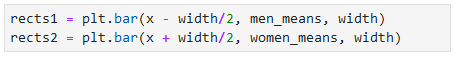 rects1 = plt.bar(x - width/2, men_means, width)
rects2 = plt.bar(x + width/2, women_means, width)